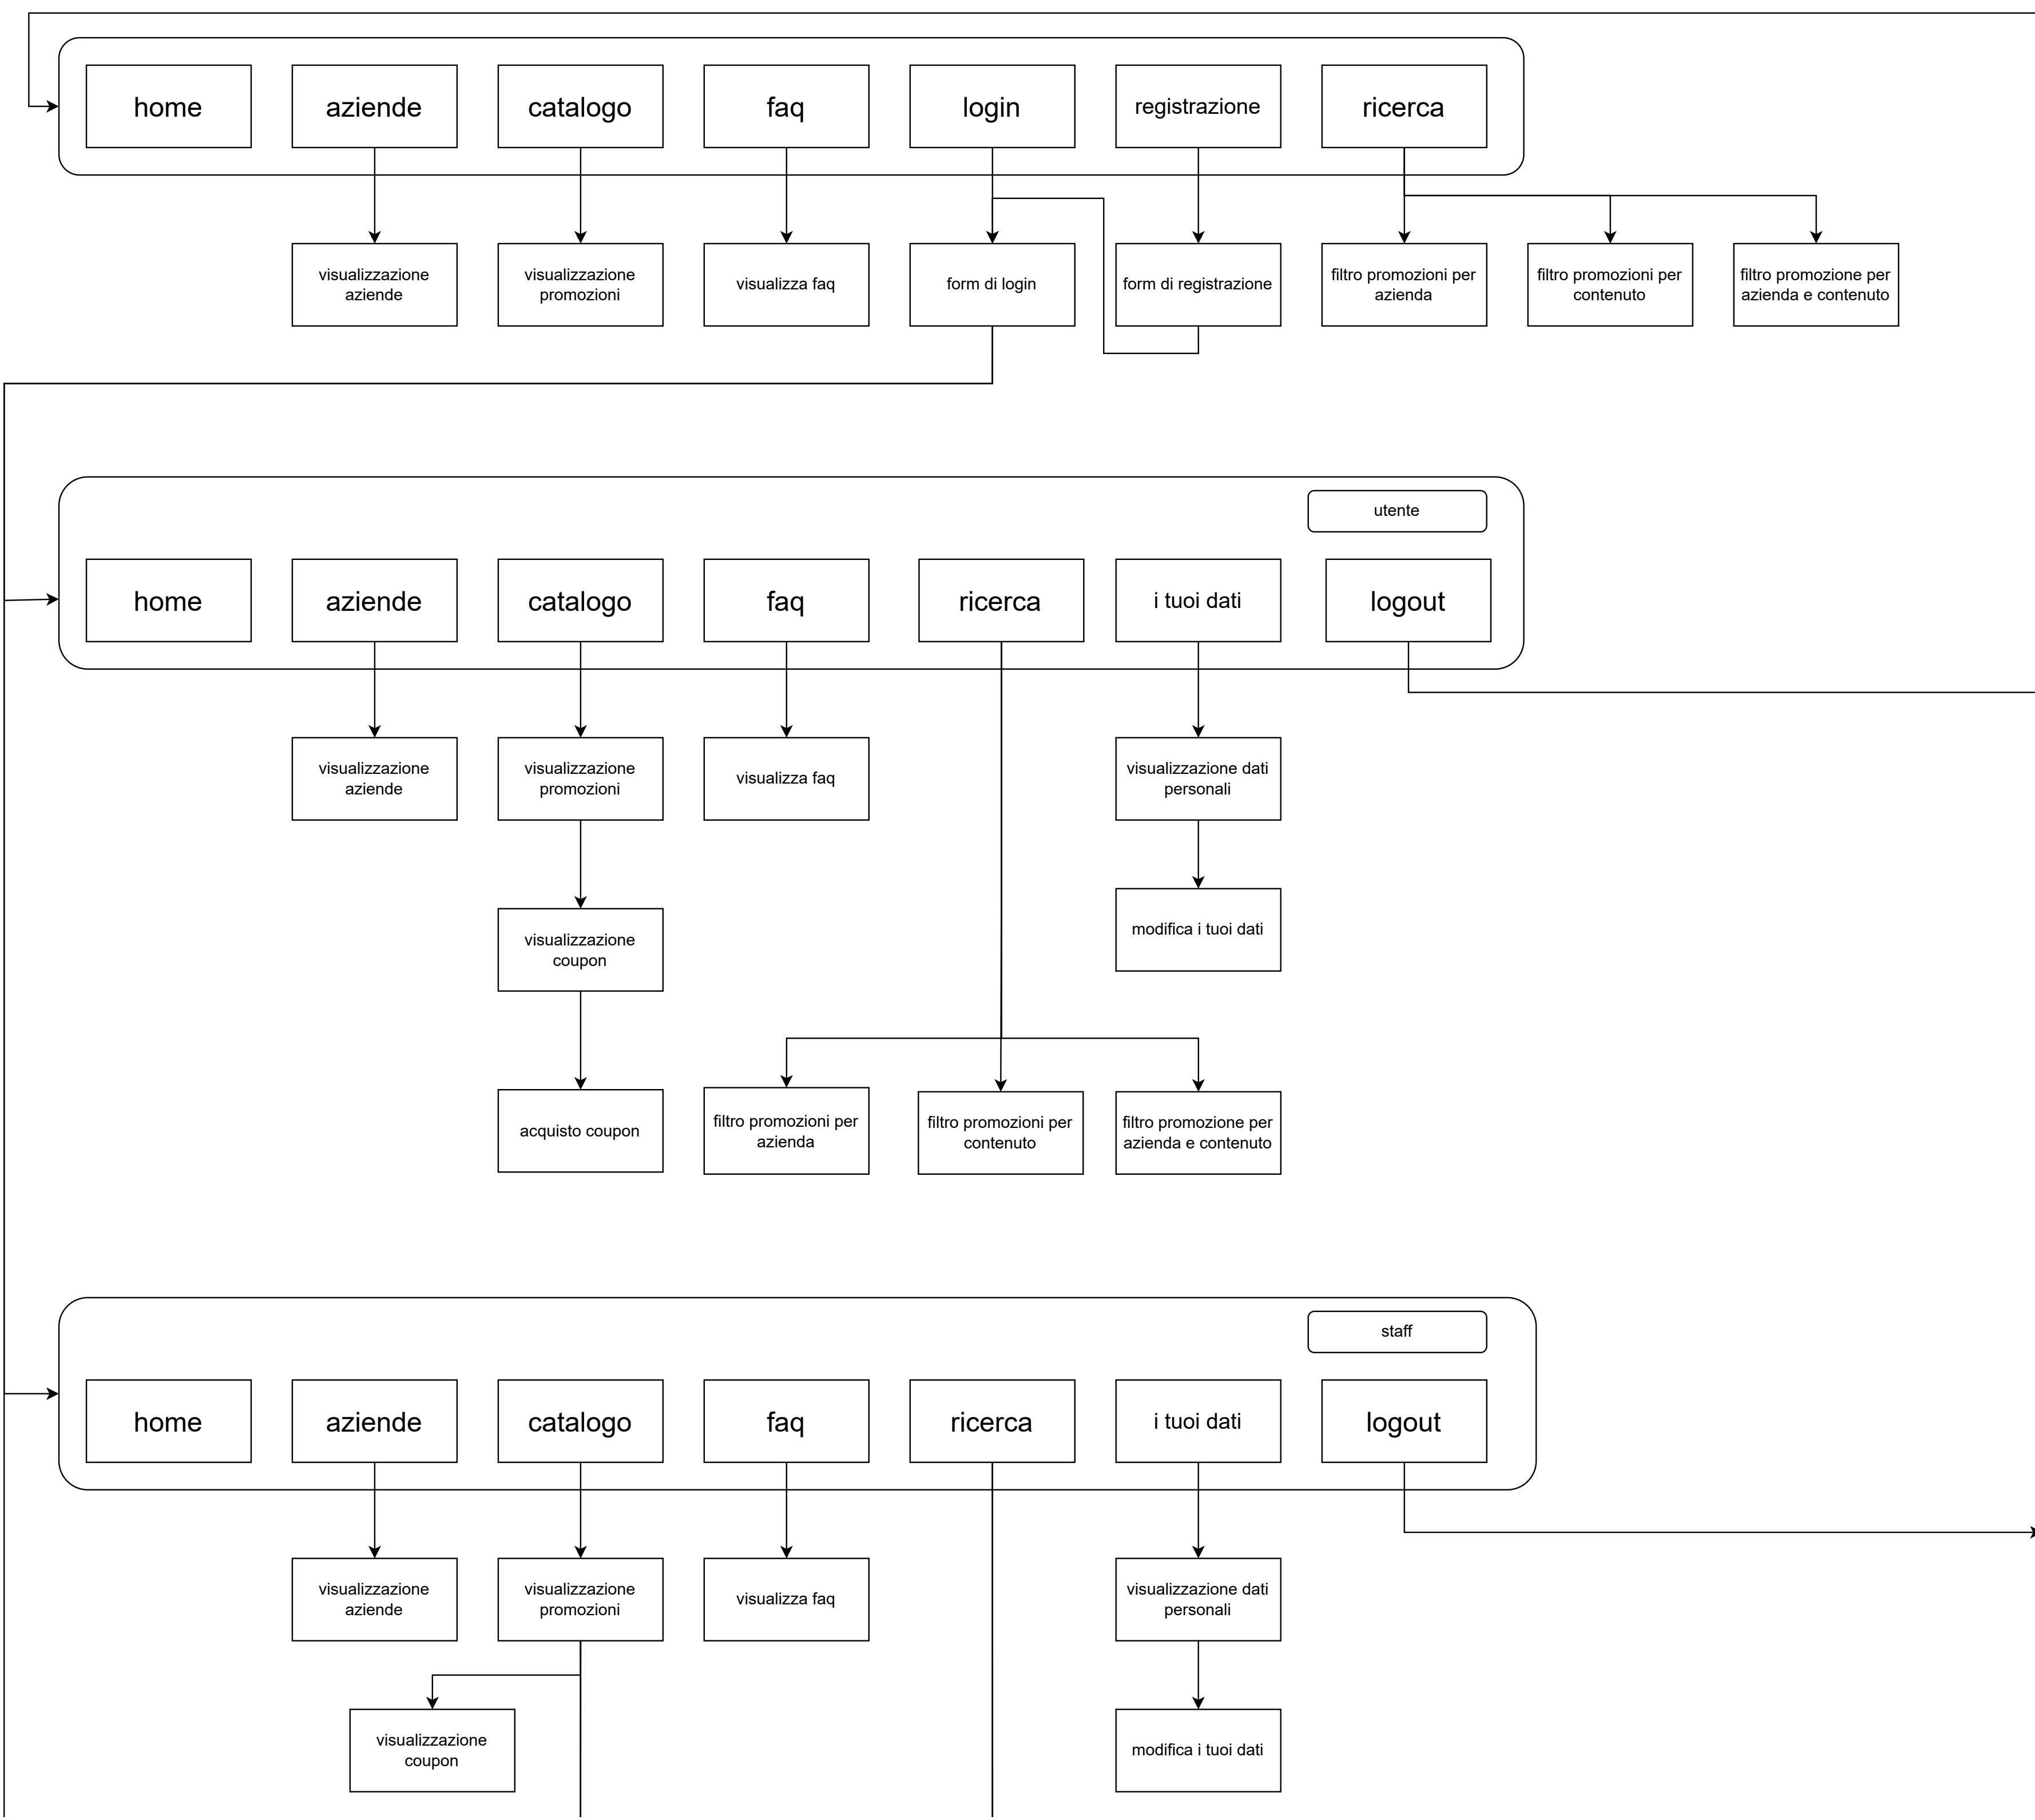 home
aziende
catalogo
faq
login
registrazione
ricerca
visualizzazione
aziende
visualizzazione
promozioni
visualizza faq
form di login
form di registrazione
filtro promozioni per
azienda
filtro promozioni per
contenuto
filtro promozione per
azienda e contenuto
utente
home
aziende
catalogo
faq
ricerca
i tuoi dati
logout
visualizzazione
aziende
visualizzazione
promozioni
visualizza faq
visualizzazione dati
personali
visualizzazione
coupon
modifica i tuoi dati
acquisto coupon
filtro promozioni per
azienda
filtro promozioni per
contenuto
filtro promozione per
azienda e contenuto
staff
home
aziende
catalogo
faq
ricerca
i tuoi dati
logout
visualizzazione
aziende
visualizzazione
promozioni
visualizza faq
visualizzazione dati
personali
visualizzazione
coupon
modifica i tuoi dati